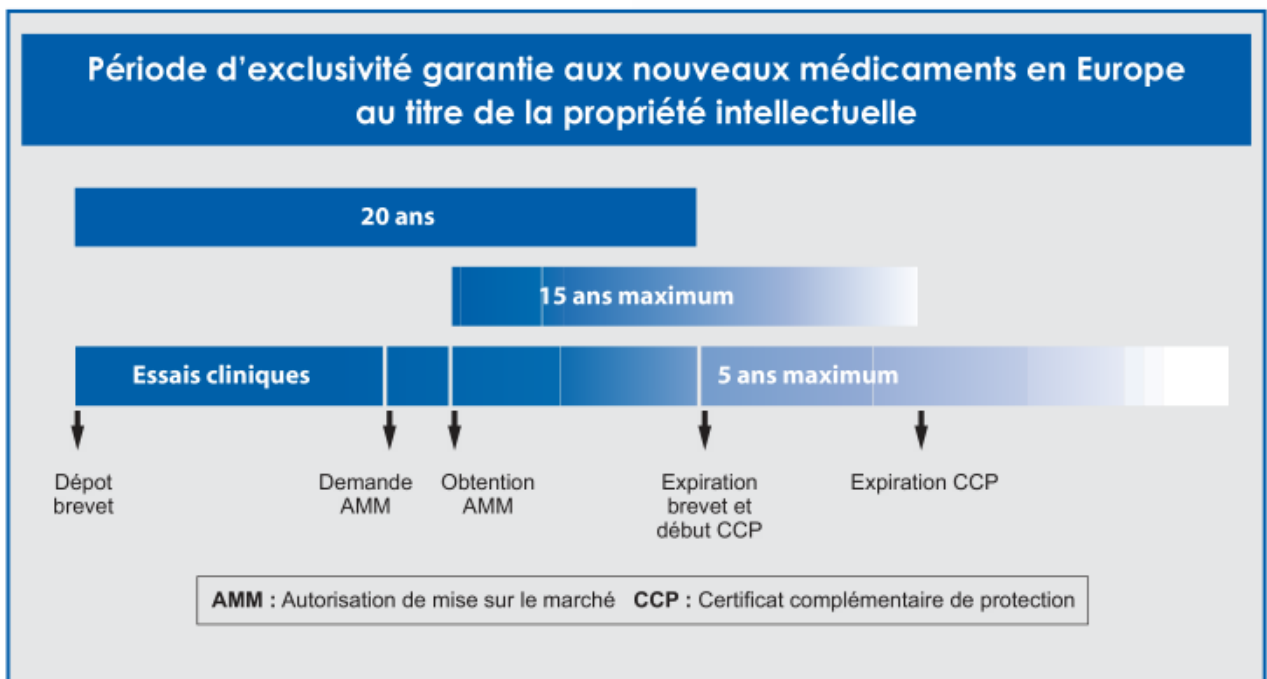 Période d'exclusivité garantie aux nouveaux médicaments en Europe
au titre de la propriété intellectuelle
20 ans
15 ans maximum
Essais cliniques
5 ans maximum
Dépot
brevet
Demande
AMM
Obtention
AMM
Expiration
brevet et
début CCP
Expiration CCP
AMM : Autorisation de mise sur le marché CCP : Certificat complémentaire de protection